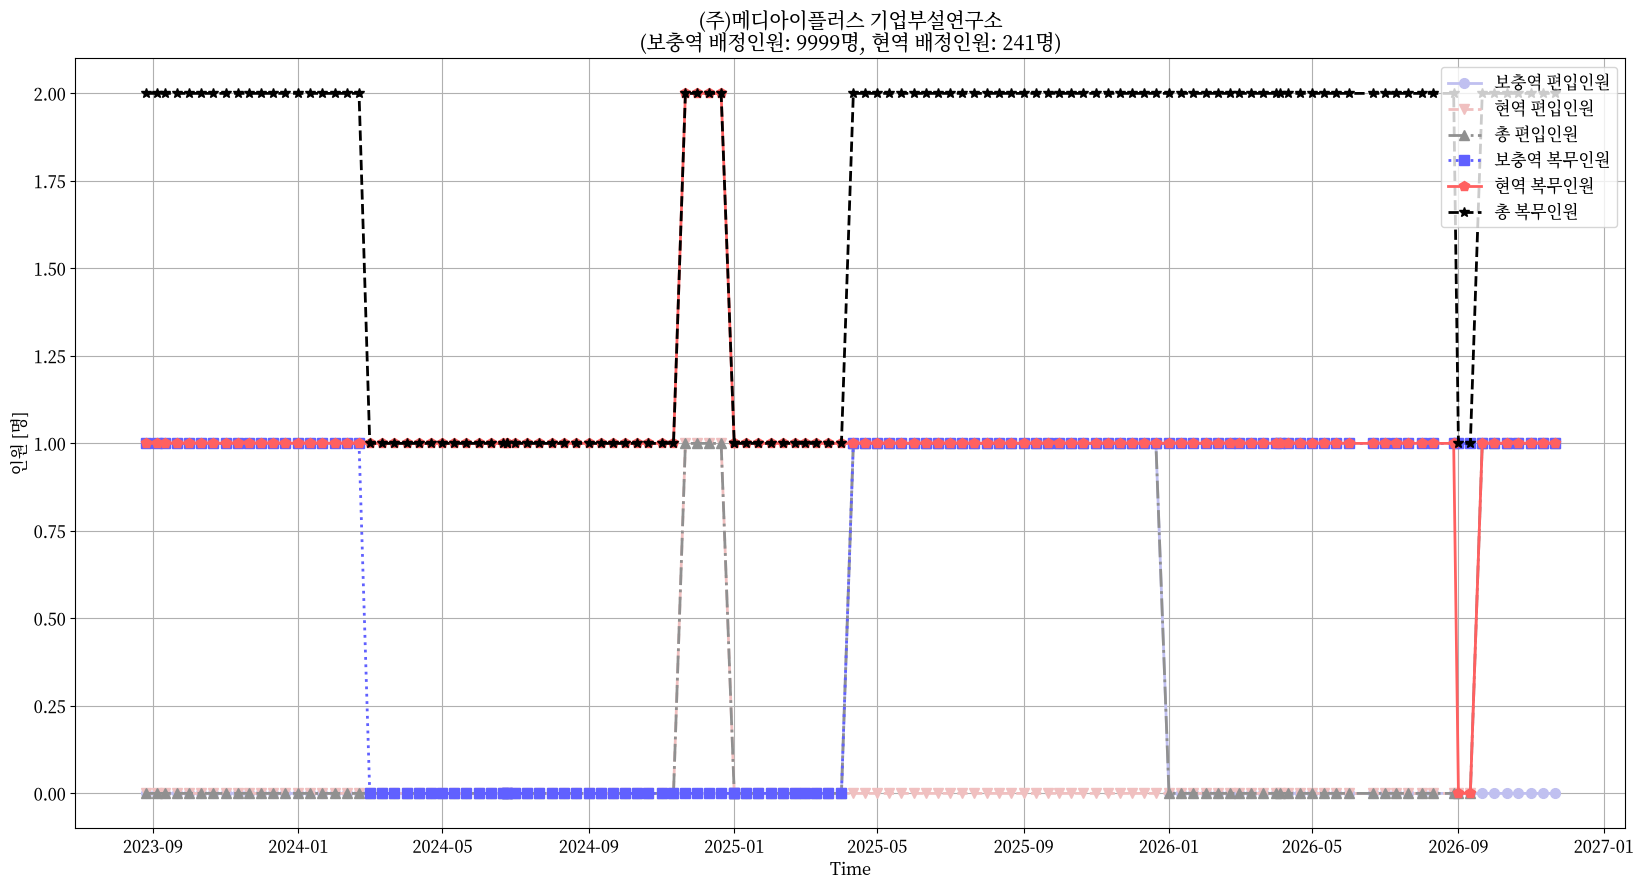 (주)메디아이플러스 기업부설연구소
(보충역 배정인원: 9999명, 현역 배정인원: 241명)
보충역 편입인원
현역 편입인원
총 편입인원
보충역 복무인원
현역 복무인원
총 복무인원
인원 [명]
2.00
1.75
1.50
1.25
1.00
0.75
0.50
0.25
0.00
2023-09
2024-01
2024-05
2024-09
2025-01
2025-05
2025-09
2026-01
2026-05
2026-09
2027-01
Time